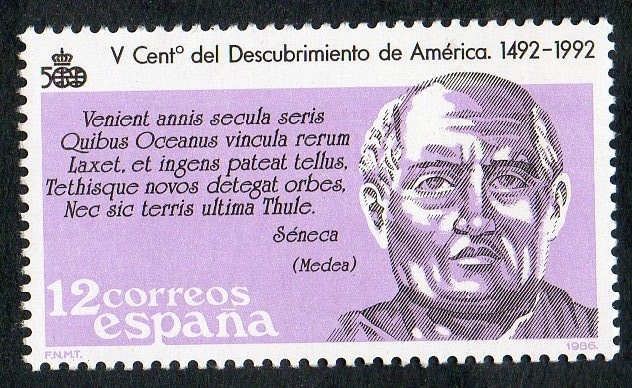 V Centº del Descubrimiento de América. 1492-1992
Venient annis secula seris
Quibus Oceanus vincula rerum
Laxet, et ingens pateat tellus,
Tethisque novos detegat orbes,
Nec sic terris ultima Thule.
Séneca
(Medea)
12 correos
españa
F.N.M.T.
1986.